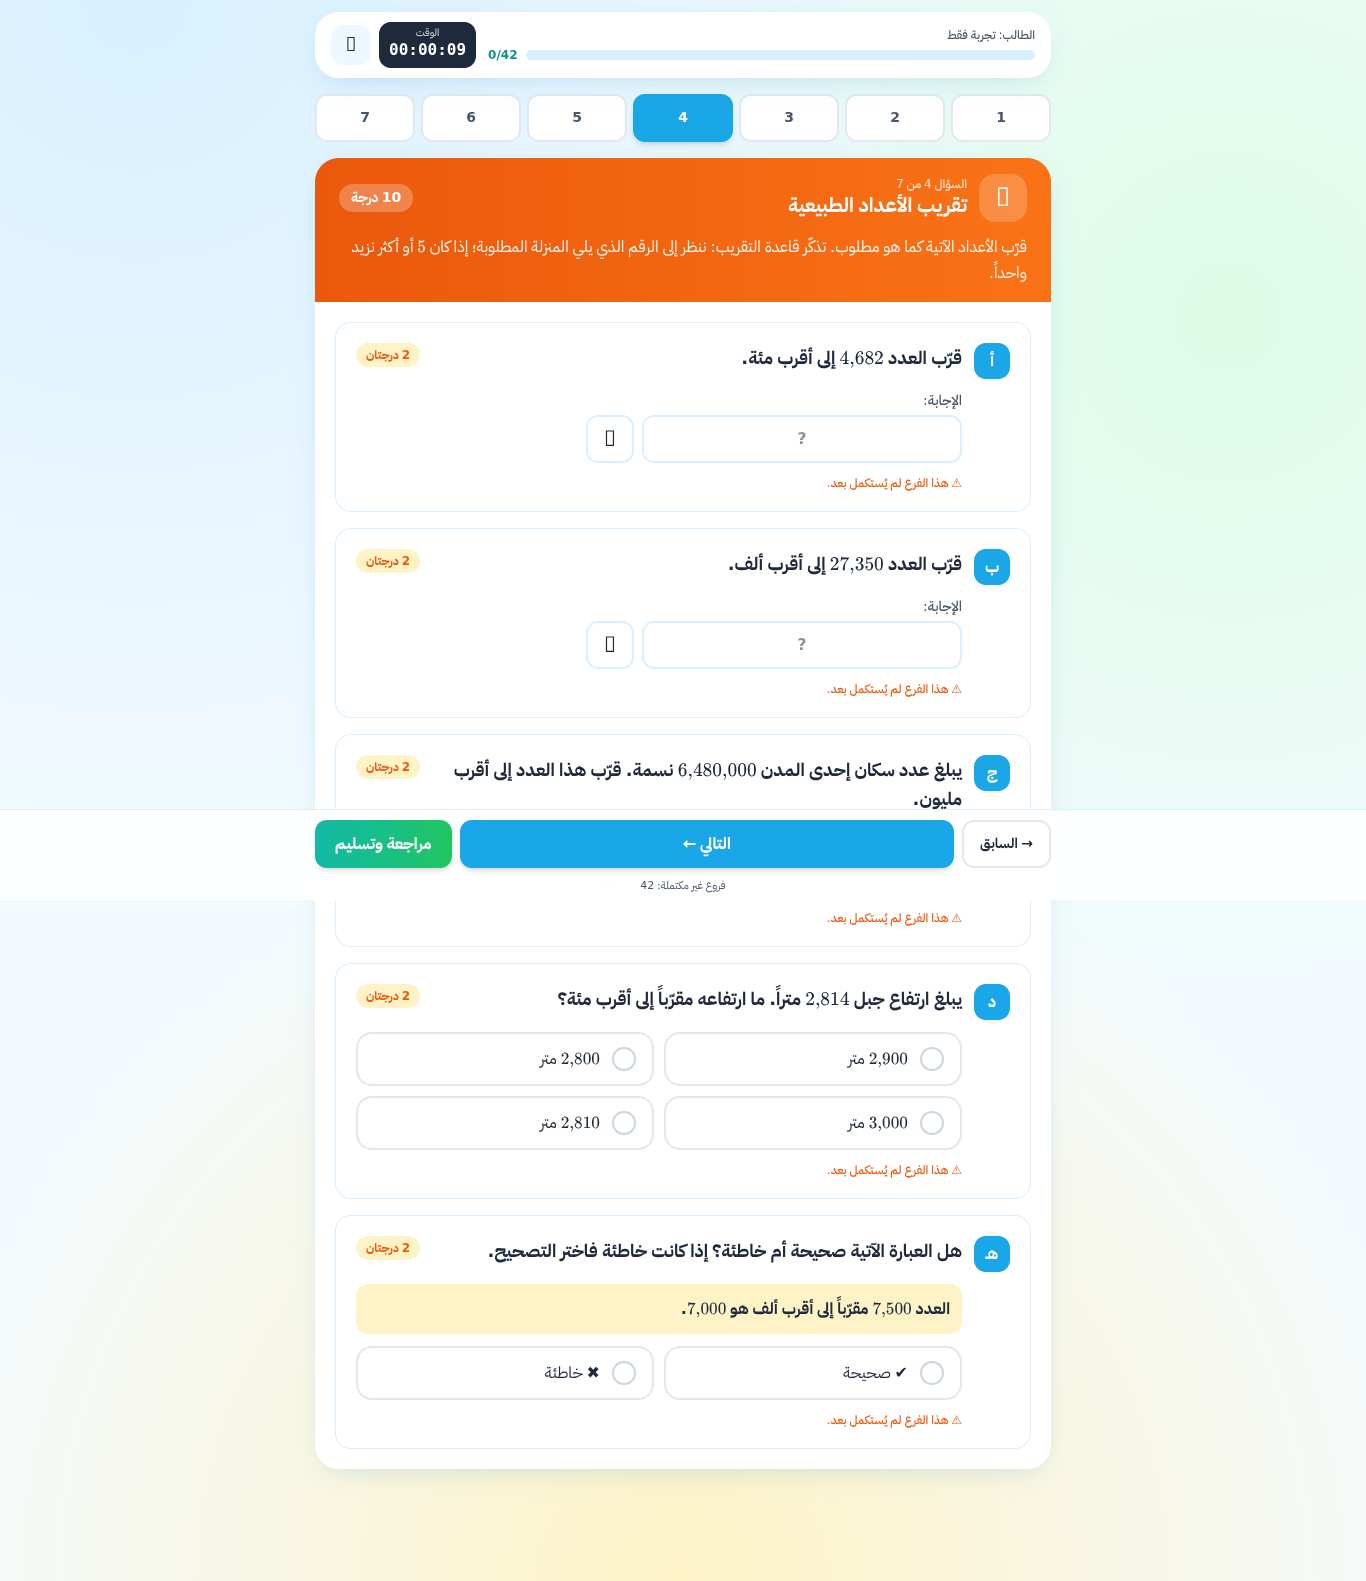 الطالب: تجربة فقط
0/42
الوقت
00:00:09
1
2
3
4
5
6
7
السؤال 4 من 7
تقريب الأعداد الطبيعية
10 درجة
قرّب الأعداد الآتية كما هو مطلوب. تذكّر قاعدة التقريب: ننظر إلى الرقم الذي يلي المنزلة المطلوبة؛ إذا كان 5 أو أكثر نزيد
واحداً.
أ
قرّب العدد 4,682 إلى أقرب مئة.
2 درجتان
الإجابة:
?
⚠ هذا الفرع لم يُستكمل بعد.
ب
قرّب العدد 27,350 إلى أقرب ألف.
2 درجتان
الإجابة:
?
⚠ هذا الفرع لم يُستكمل بعد.
ج
يبلغ عدد سكان إحدى المدن 6,480,000 نسمة. قرّب هذا العدد إلى أقرب
2 درجتان
مليون.
→ السابق
التالي ←
مراجعة وتسليم
فروع غير مكتملة: 42
⚠ هذا الفرع لم يُستكمل بعد.
د
يبلغ ارتفاع جبل 2,814 متراً. ما ارتفاعه مقرّباً إلى أقرب مئة؟
2 درجتان
2,900 متر
2,800 متر
3,000 متر
2,810 متر
⚠ هذا الفرع لم يُستكمل بعد.
هـ
هل العبارة الآتية صحيحة أم خاطئة؟ إذا كانت خاطئة فاختر التصحيح.
2 درجتان
العدد 7,500 مقرّباً إلى أقرب ألف هو 7,000.
✔ صحيحة
✖ خاطئة
⚠ هذا الفرع لم يُستكمل بعد.